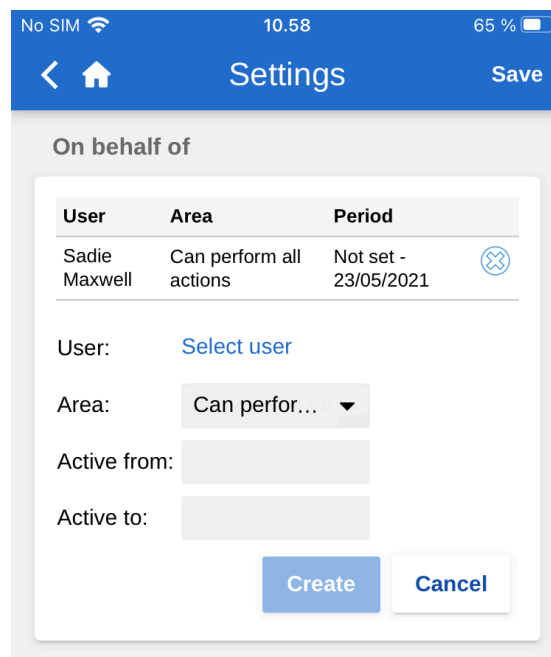 No SIM 10.58 65 %
Settings Save
On behalf of
User Area Period
Sadie Can perform all Not set -
Maxwell actions 23/05/2021
User: Select user
Area: Can perfor...
Active from:
Active to:
Create Cancel